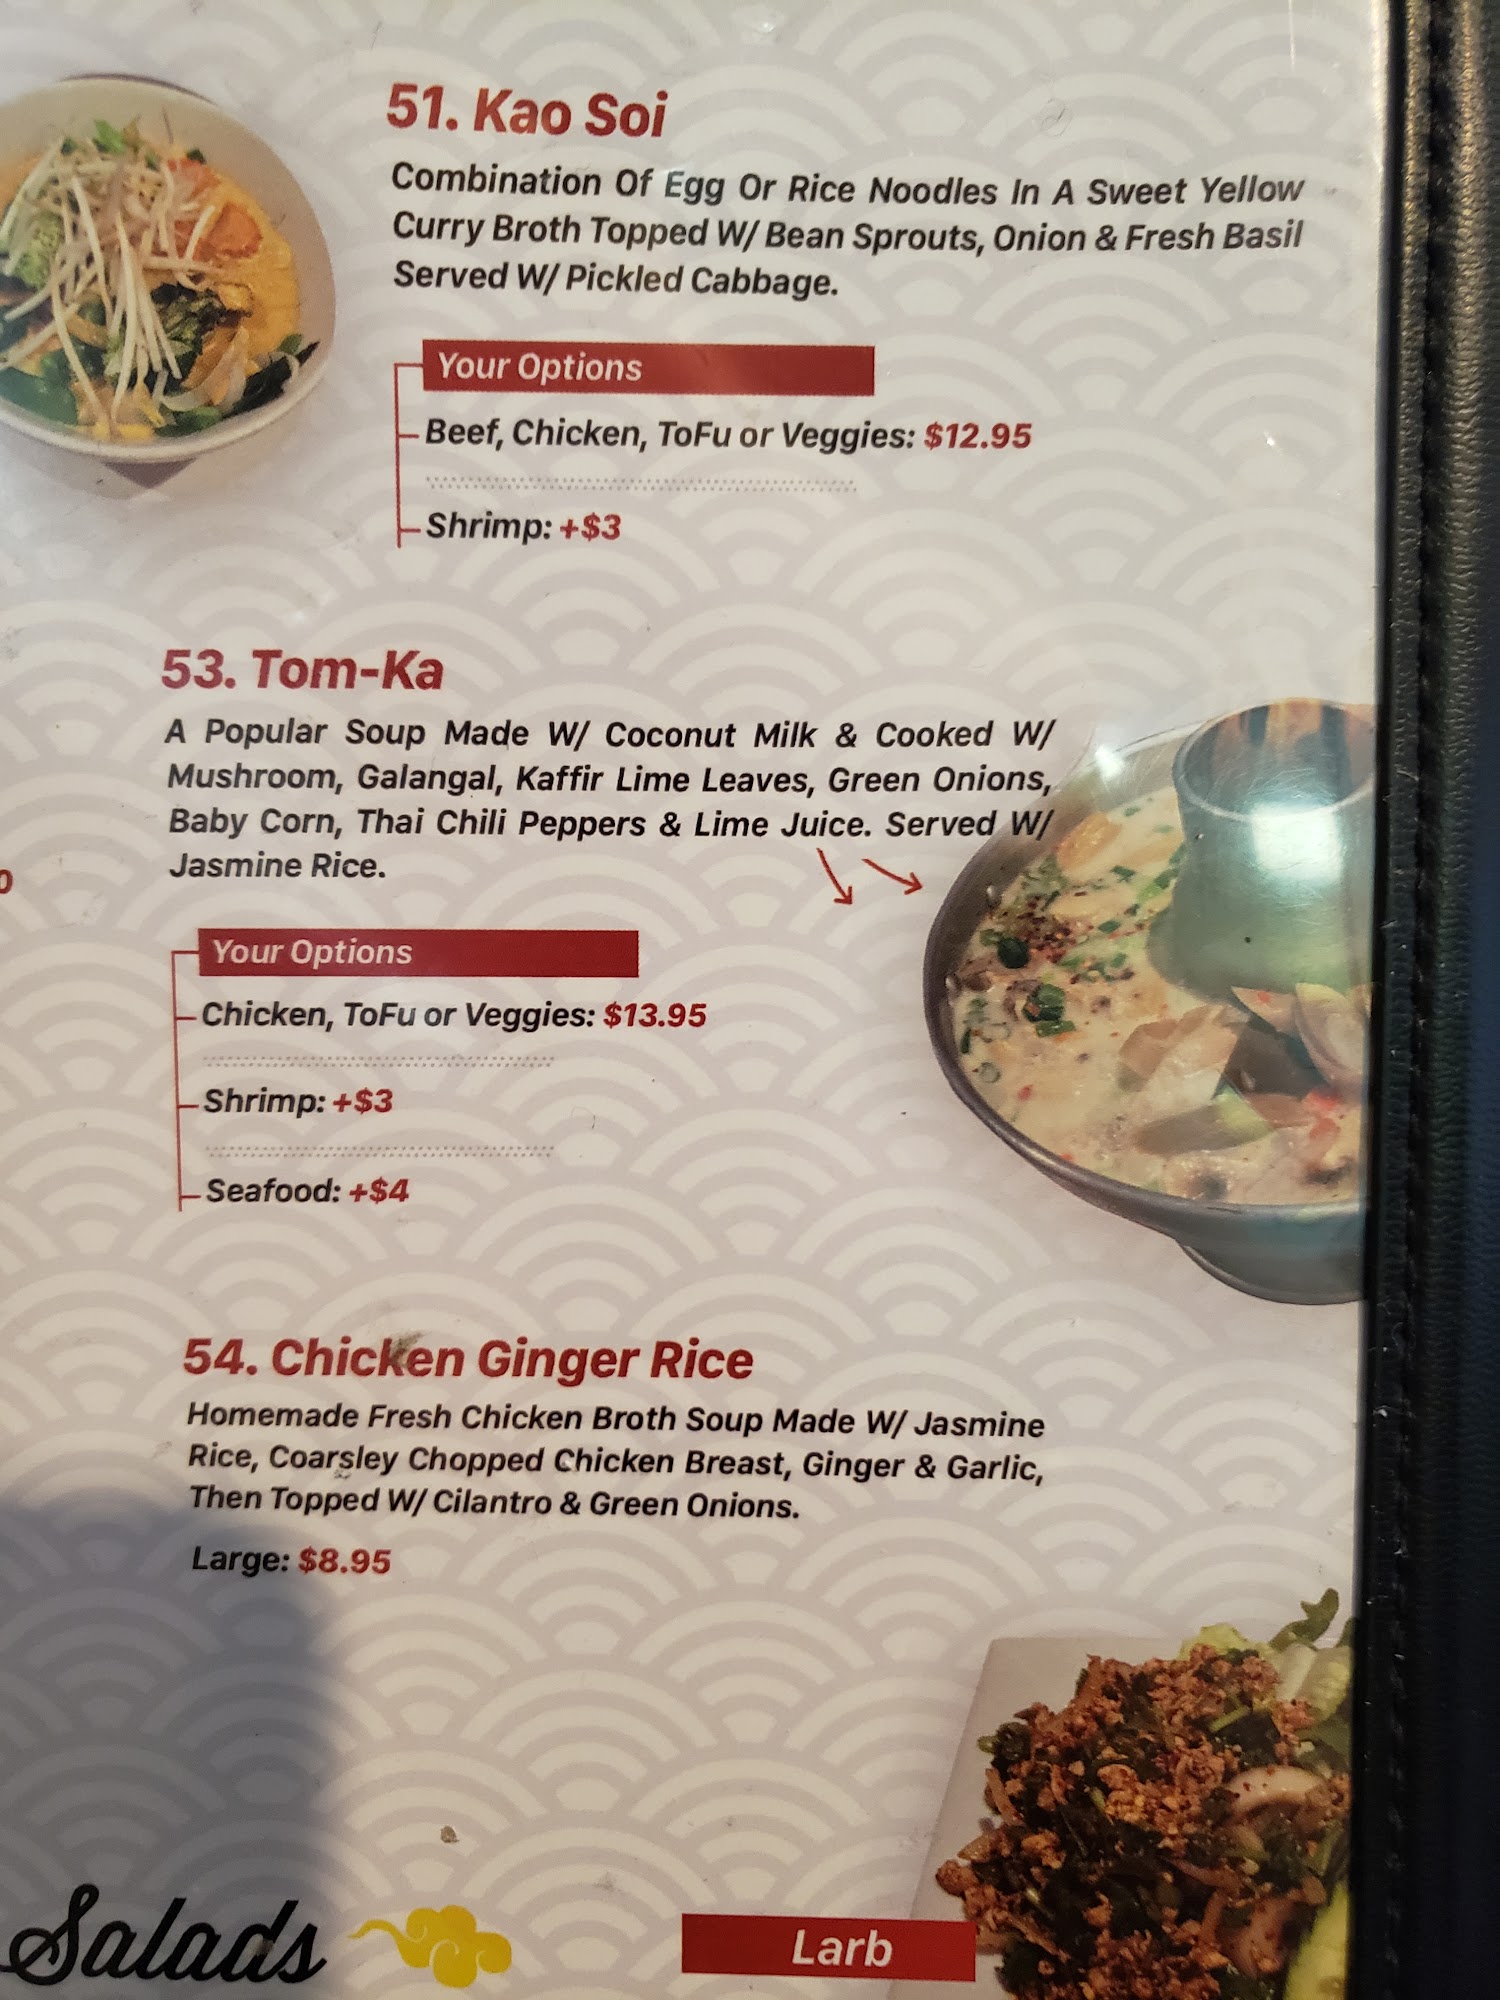 51. Kao Soi
Combination Of Egg Or Rice Noodles In A Sweet Yellow
Curry Broth Topped W/ Bean Sprouts, Onion & Fresh Basil
Served W/ Pickled Cabbage.
Your Options
Beef, Chicken, ToFu or Veggies: $12.95
Shrimp: +$3
53. Tom-Ka
A Popular Soup Made W/ Coconut Milk & Cooked W/
Mushroom, Galangal, Kaffir Lime Leaves, Green Onions,
Baby Corn, Thai Chili Peppers & Lime Juice. Served W/
Jasmine Rice.
Your Options
Chicken, ToFu or Veggies: $13.95
Shrimp: +$3
Seafood: +$4
54. Chicken Ginger Rice
Homemade Fresh Chicken Broth Soup Made W/ Jasmine
Rice, Coarsley Chopped Chicken Breast, Ginger & Garlic,
Then Topped W/ Cilantro & Green Onions.
Large: $8.95
Salads
Larb